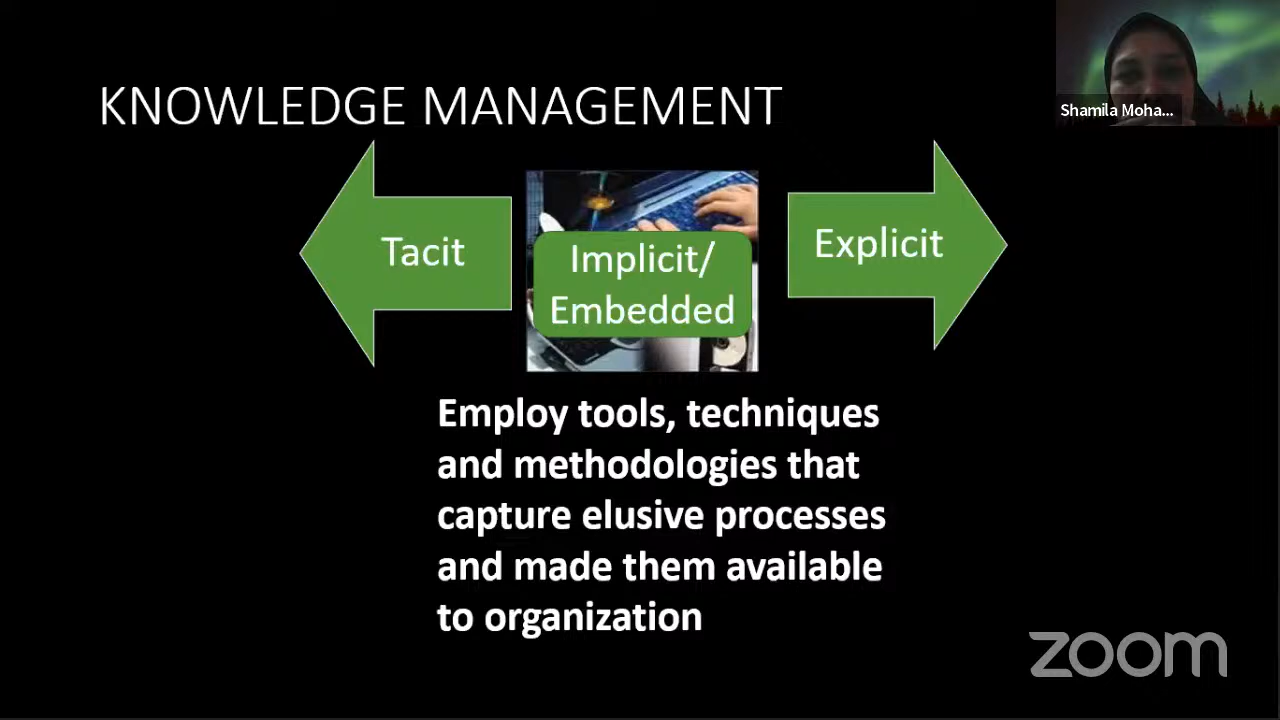 KNOWLEDGE MANAGEMENT
Shamila Moha...
Tacit
Implicit/
Embedded
Explicit
Employ tools, techniques
and methodologies that
capture elusive processes
and made them available
to organization
zoom